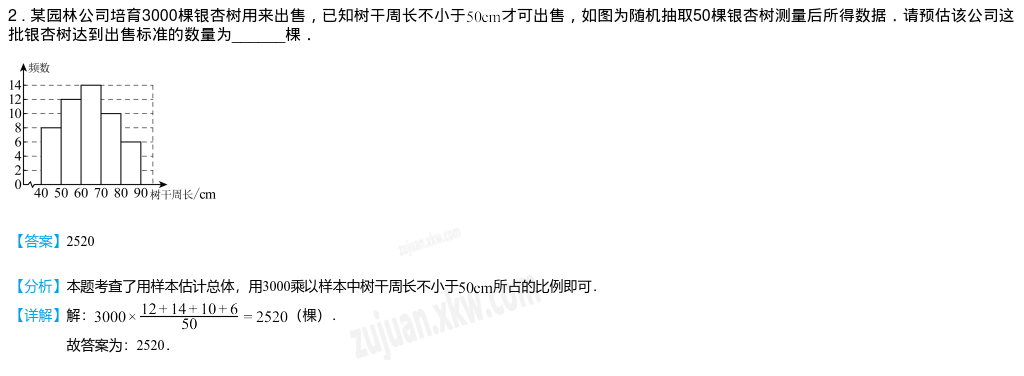 2．某园林公司培育3000棵银杏树用来出售，已知树干周长不小于50cm才可出售，如图为随机抽取50棵银杏树测量后所得数据．请预估该公司这
批银杏树达到出售标准的数量为______棵．
频数
14
12
10
8
6
4
2
0
40 50 60 70 80 90 树干周长/cm
【答案】2520
zujuan.xkw.com
【分析】本题考查了用样本估计总体，用3000乘以样本中树干周长不小于50cm所占的比例即可．
【详解】解：3000×(12+14+10+6)/50=2520（棵）．
zujuan.xkw.com
故答案为：2520．